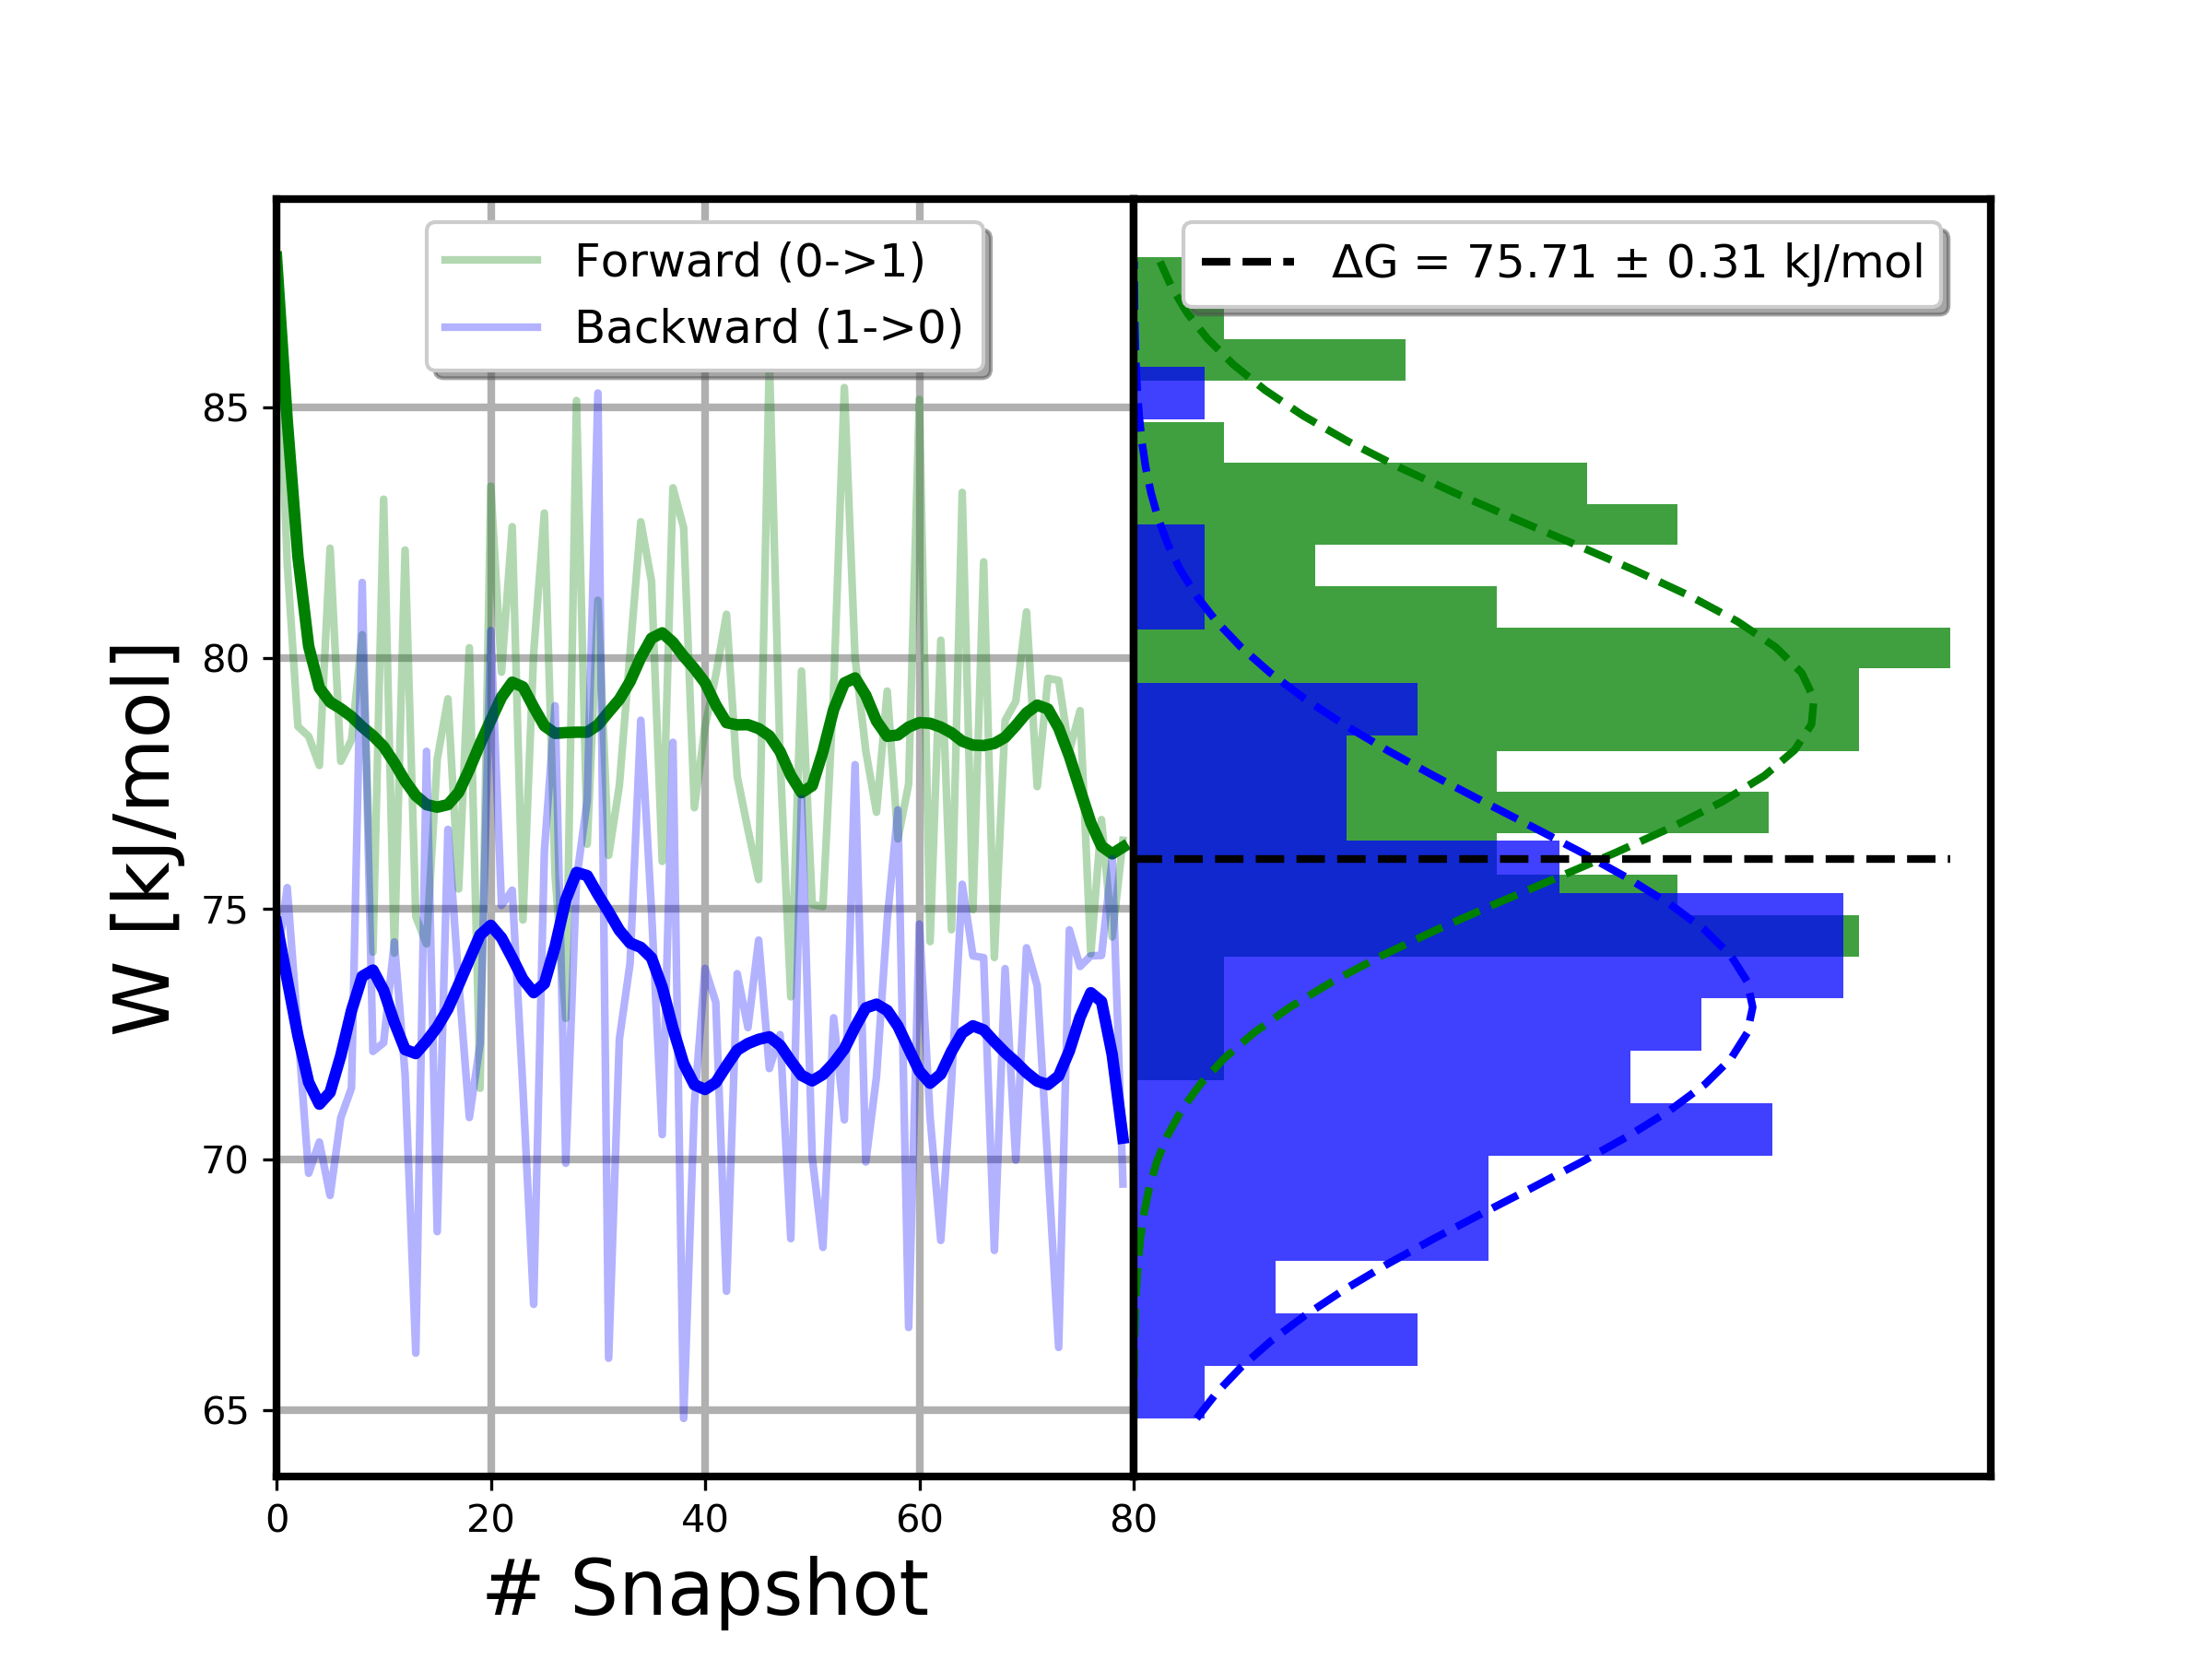 Forward (0->1)
Backward (1->0)
ΔG = 75.71 ± 0.31 kJ/mol
W [kJ/mol]
85
80
75
70
65
0 20 40 60 80
# Snapshot